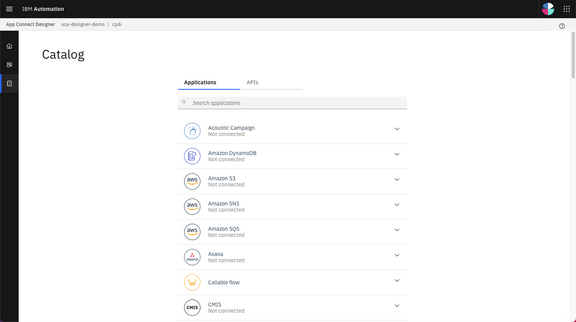 IBM Automation
App Connect Designer ace-designer-demo | cp4i
Catalog
Applications APIs
Search applications
Acoustic Campaign
Not connected
Amazon DynamoDB
Not connected
aws
Amazon S3
Not connected
aws
Amazon SNS
Not connected
aws
Amazon SQS
Not connected
asana
Asana
Not connected
Callable flow
CMIS
CMIS
Not connected